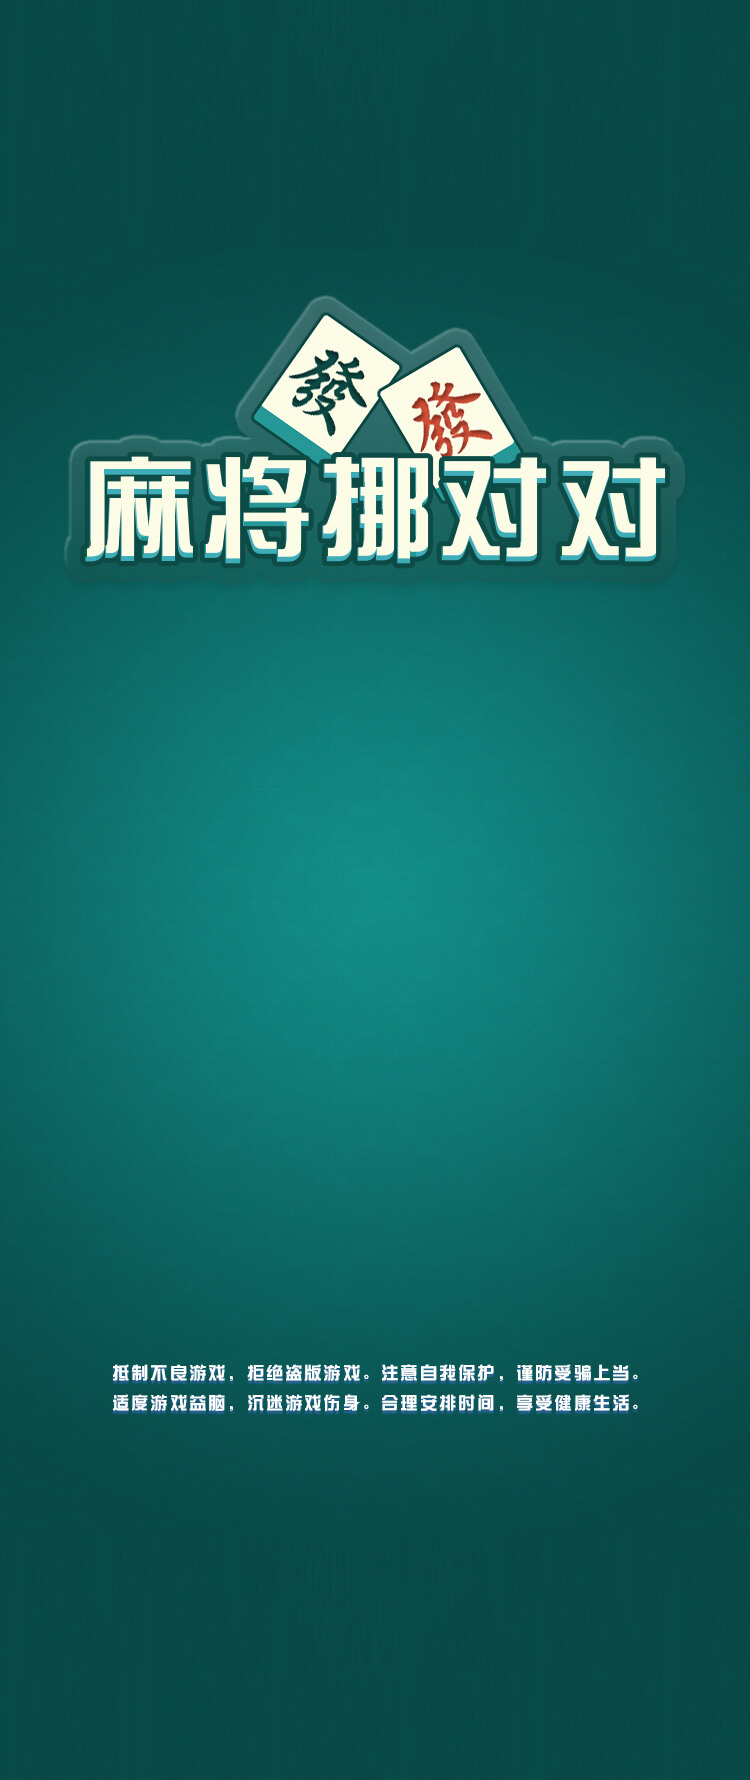 發 發
麻将挪对对
抵制不良游戏，拒绝盗版游戏。注意自我保护，谨防受骗上当。
适度游戏益脑，沉迷游戏伤身。合理安排时间，享受健康生活。